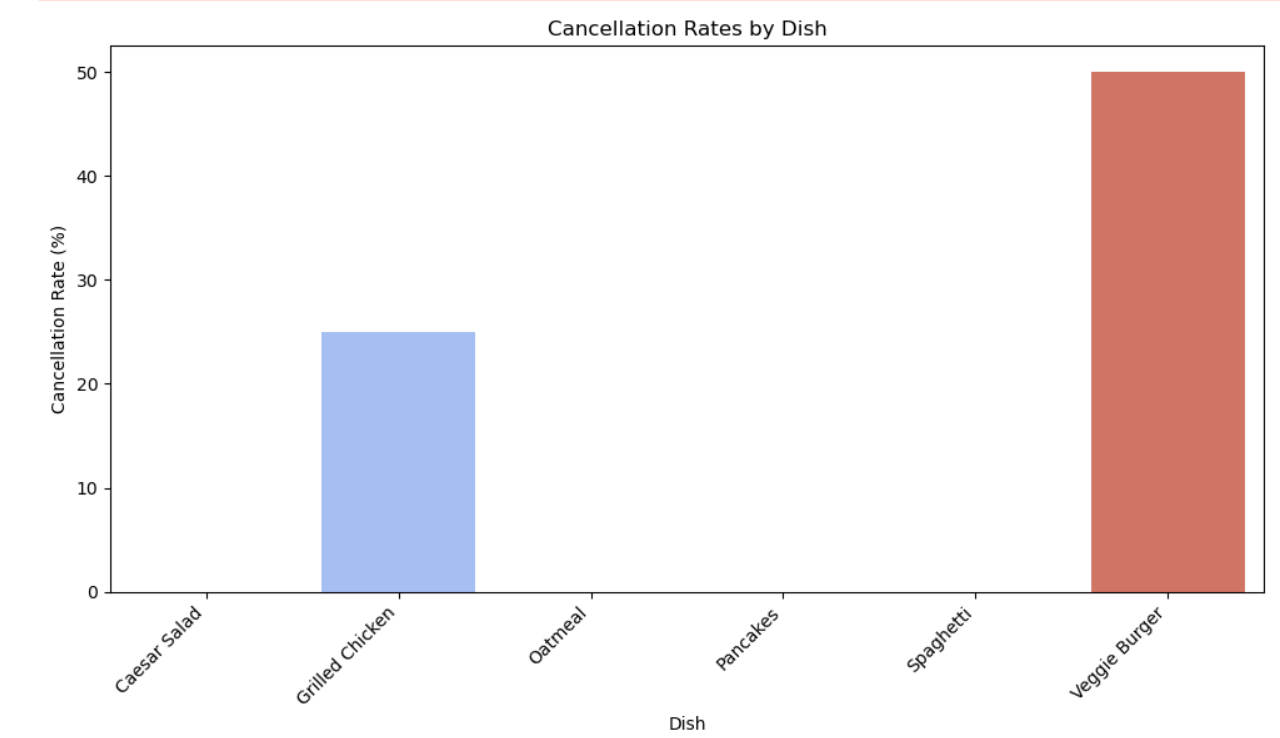 Cancellation Rates by Dish
Cancellation Rate (%)
50
40
30
20
10
0
Caesar Salad
Grilled Chicken
Oatmeal
Pancakes
Spaghetti
Veggie Burger
Dish